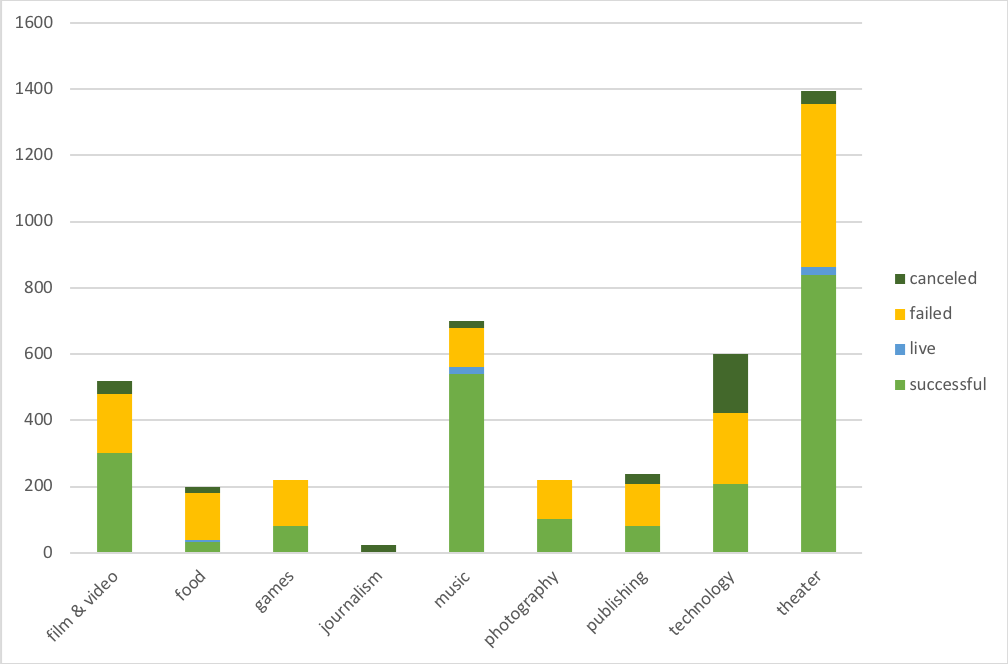 1600
1400
1200
1000
800
600
400
200
0
film & video
food
games
journalism
music
photography
publishing
technology
theater
canceled
failed
live
successful